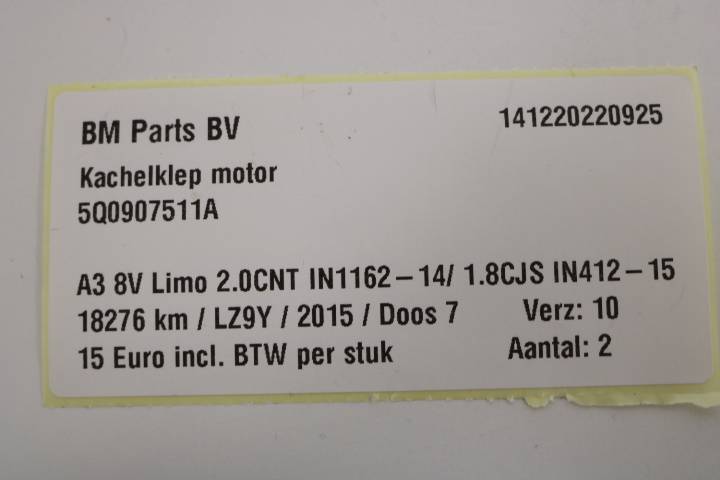 BM Parts BV 141220220925
Kachelklep motor
5Q0907511A
A3 8V Limo 2.0CNT IN1162-14/ 1.8CJS IN412-15
18276 km / LZ9Y / 2015 / Doos 7 Verz: 10
15 Euro incl. BTW per stuk Aantal: 2